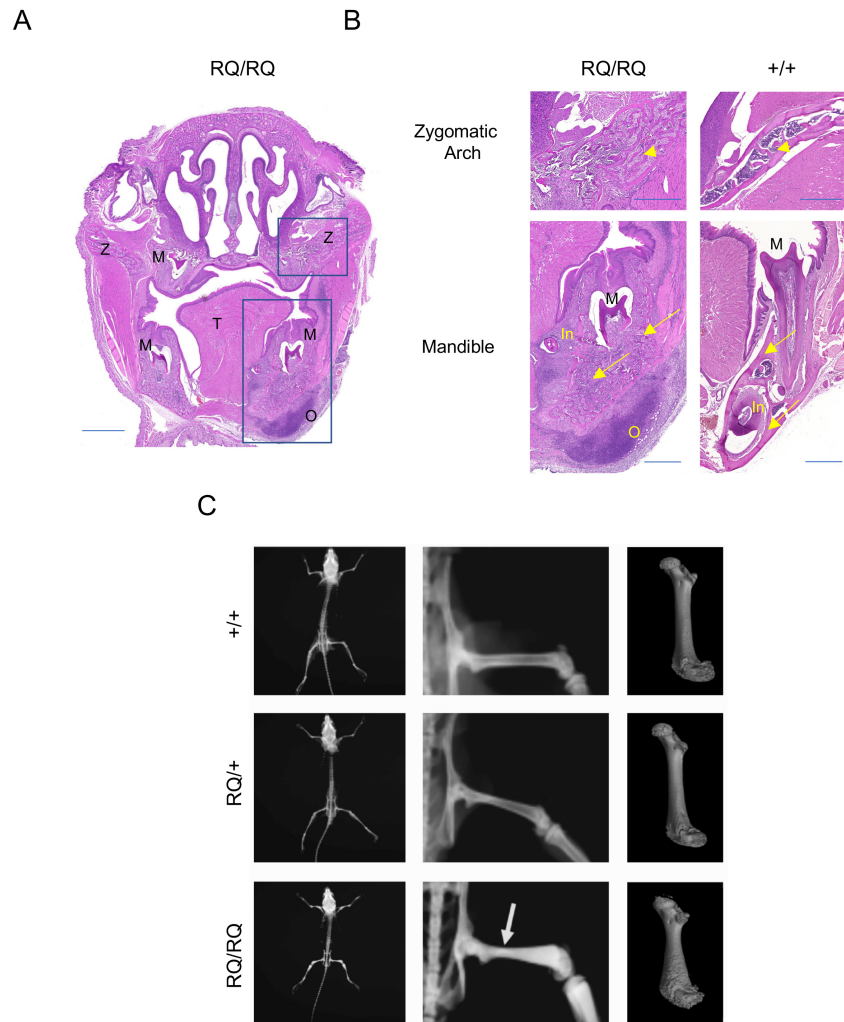 A
B
RQ/RQ
RQ/RQ
+/+
Zygomatic
Arch
Z
Z
M
T
M
M
O
M
M
In
In
O
Mandible
C
+/+
RQ/+
RQ/RQ